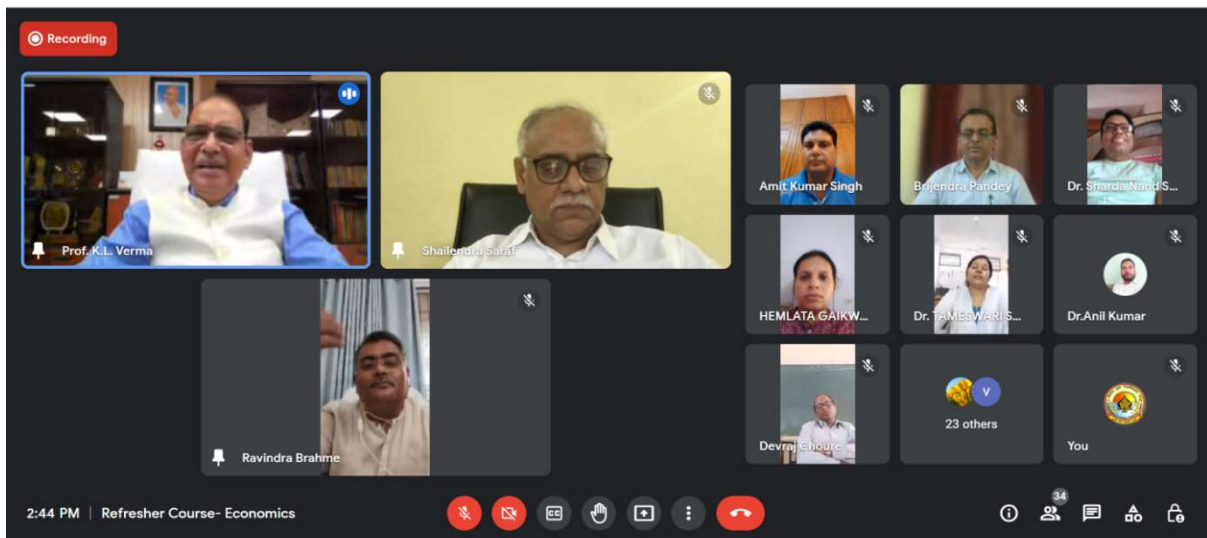 Recording
Prof. K.L. Verma
Shailendra Saraf
Ravindra Brahme
Amit Kumar Singh
Brijendra Pandey
Dr. Sharda Nand S...
HEMLATA GAIKW...
Dr. TAMESWARI S...
Dr.Anil Kumar
Devraj Choure
V
23 others
You
2:44 PM | Refresher Course- Economics
CC
34